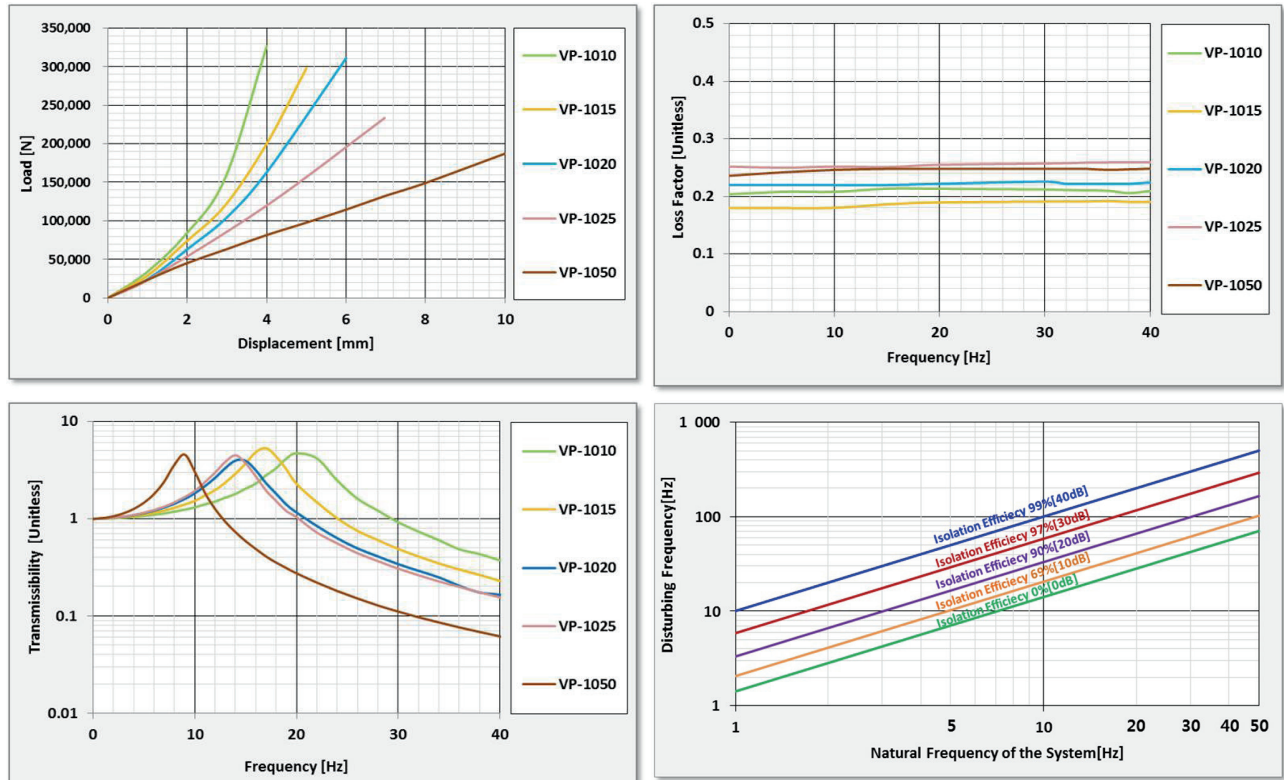 350,000
300,000
250,000
200,000
150,000
100,000
50,000
0
Load [N]
0 2 4 6 8 10
Displacement [mm]
VP-1010
VP-1015
VP-1020
VP-1025
VP-1050
0.5
0.4
0.3
0.2
0.1
0
Loss Factor [Unitless]
0 10 20 30 40
Frequency [Hz]
VP-1010
VP-1015
VP-1020
VP-1025
VP-1050
10
1
0.1
0.01
Transmissibility [Unitless]
0 10 20 30 40
Frequency [Hz]
VP-1010
VP-1015
VP-1020
VP-1025
VP-1050
1 000
100
10
1
Disturbing Frequency[Hz]
Isolation Efficiecy 99%[40dB]
Isolation Efficiecy 97%[30dB]
Isolation Efficiecy 90%[20dB]
Isolation Efficiecy 69%[10dB]
Isolation Efficiecy 0%[0dB]
1 5 10 20 30 40 50
Natural Frequency of the System[Hz]